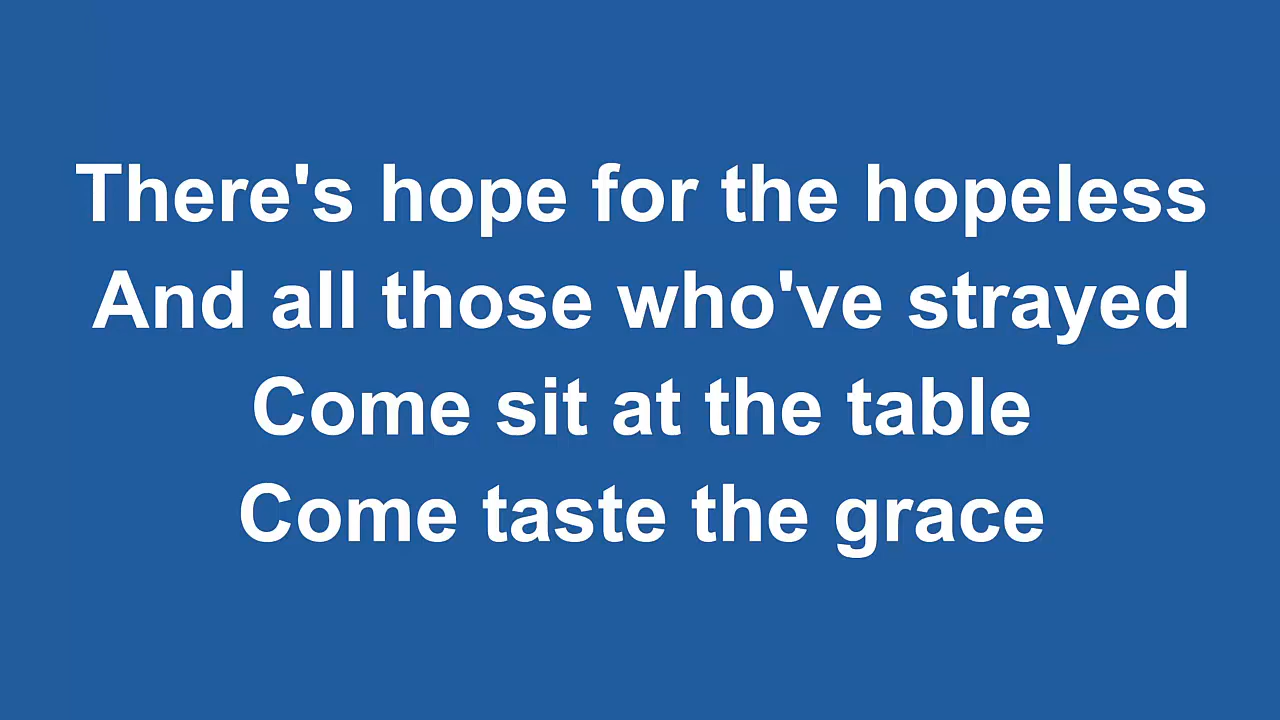 There's hope for the hopeless
And all those who've strayed
Come sit at the table
Come taste the grace